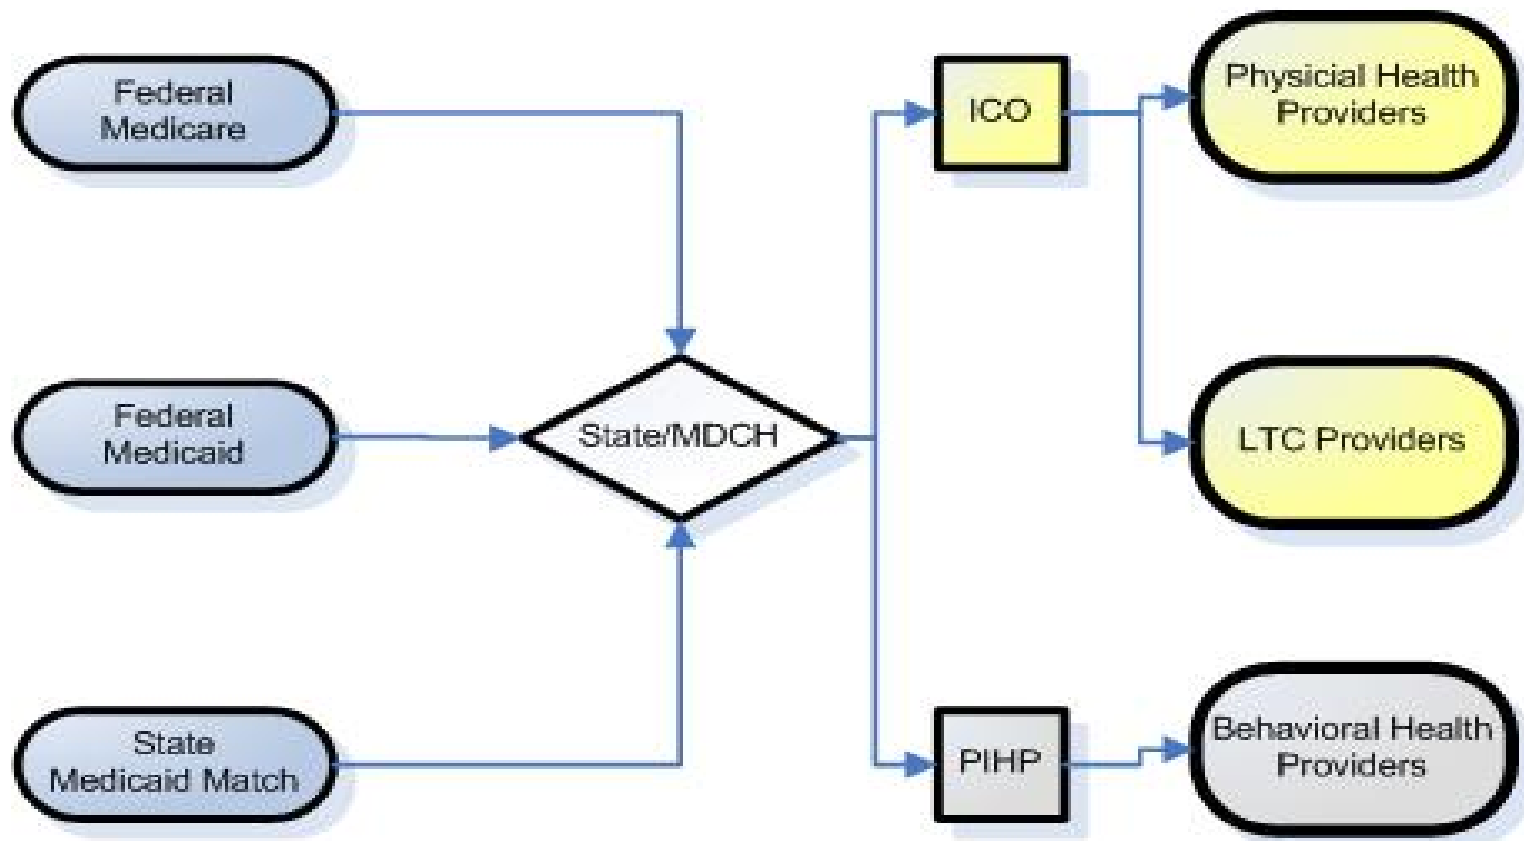 Federal
Medicare
ICO
Physicial Health
Providers
Federal
Medicaid
State/MDCH
LTC Providers
State
Medicaid Match
PIHP
Behavioral Health
Providers